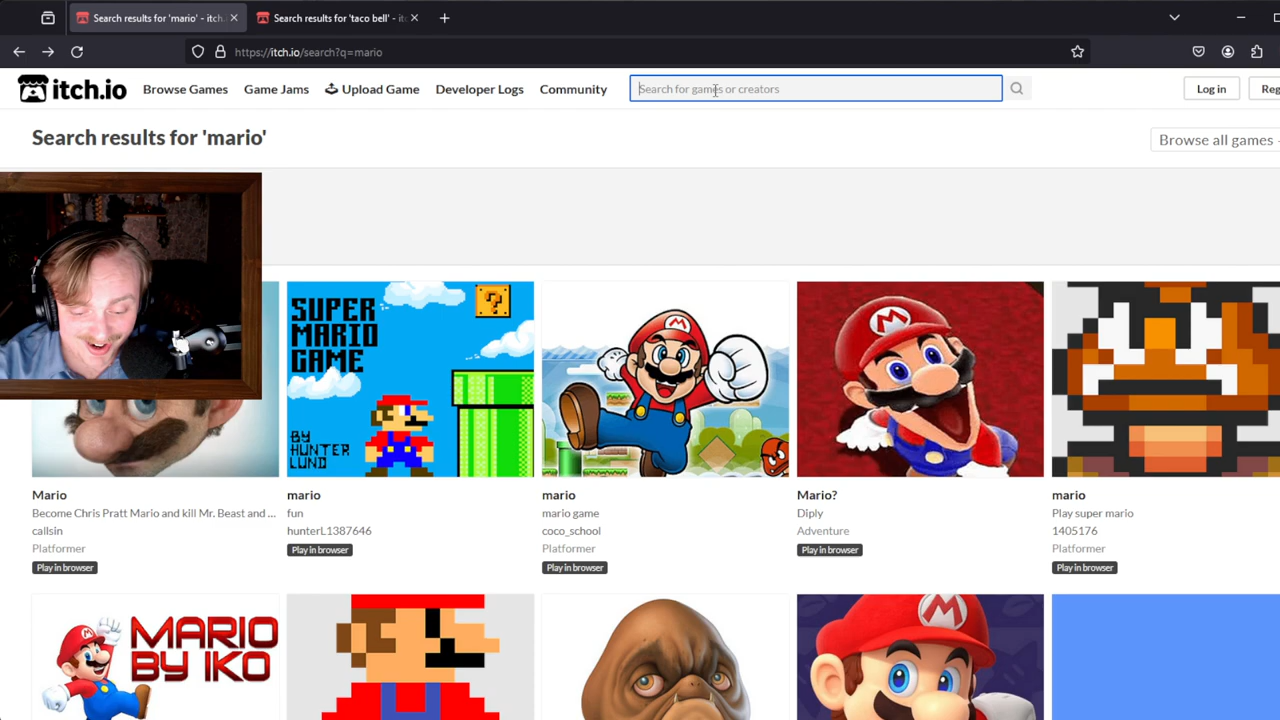 Search results for 'mario' - itch.
Search results for 'taco bell' - it
https://itch.io/search?q=mario
itch.io
Browse Games
Game Jams
Upload Game
Developer Logs
Community
Search for games or creators
Log in
Reg
Search results for 'mario'
Browse all games
SUPER
MARIO
GAME
?
BY
HUNTER
LUND
M
M
Mario
Become Chris Pratt Mario and kill Mr. Beast and ...
callsin
Platformer
Play in browser
mario
fun
hunterL1387646
Play in browser
mario
mario game
coco_school
Platformer
Play in browser
Mario?
Diply
Adventure
Play in browser
mario
Play super mario
1405176
Platformer
Play in browser
MARIO
BY IKO
M
M